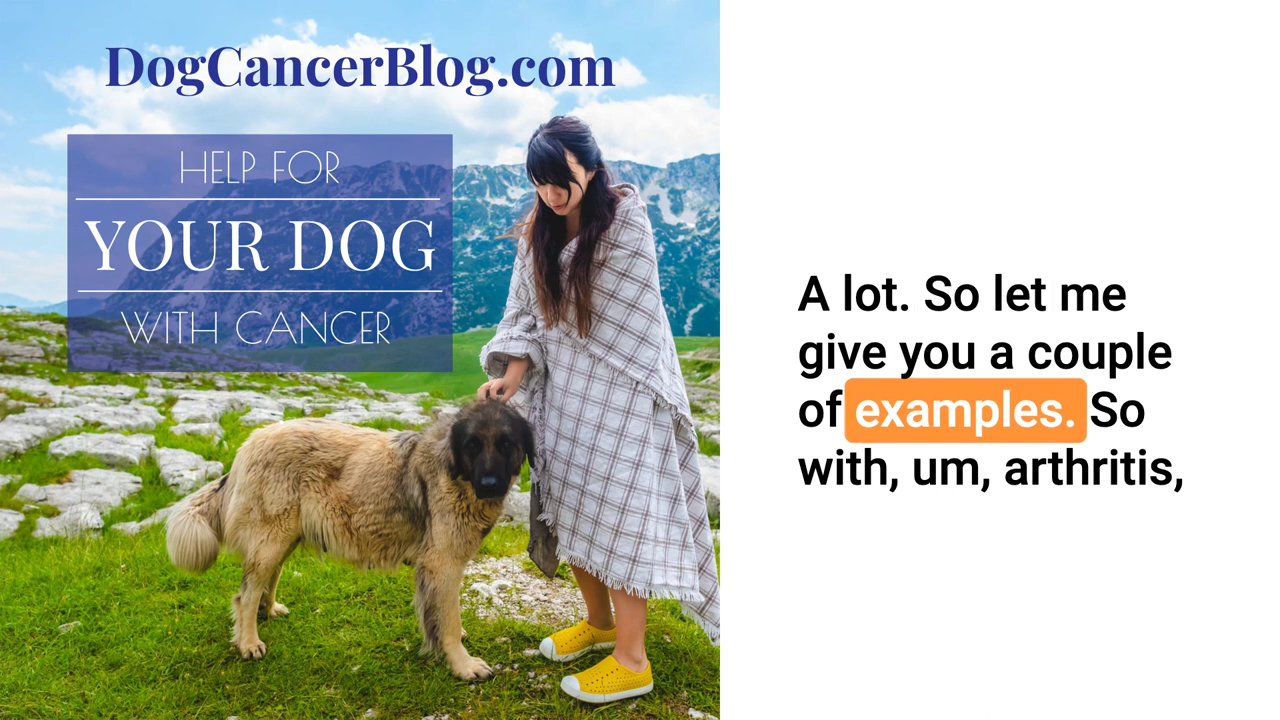 DogCancerBlog.com
HELP FOR
YOUR DOG
WITH CANCER
A lot. So let me
give you a couple
of examples. So
with, um, arthritis,